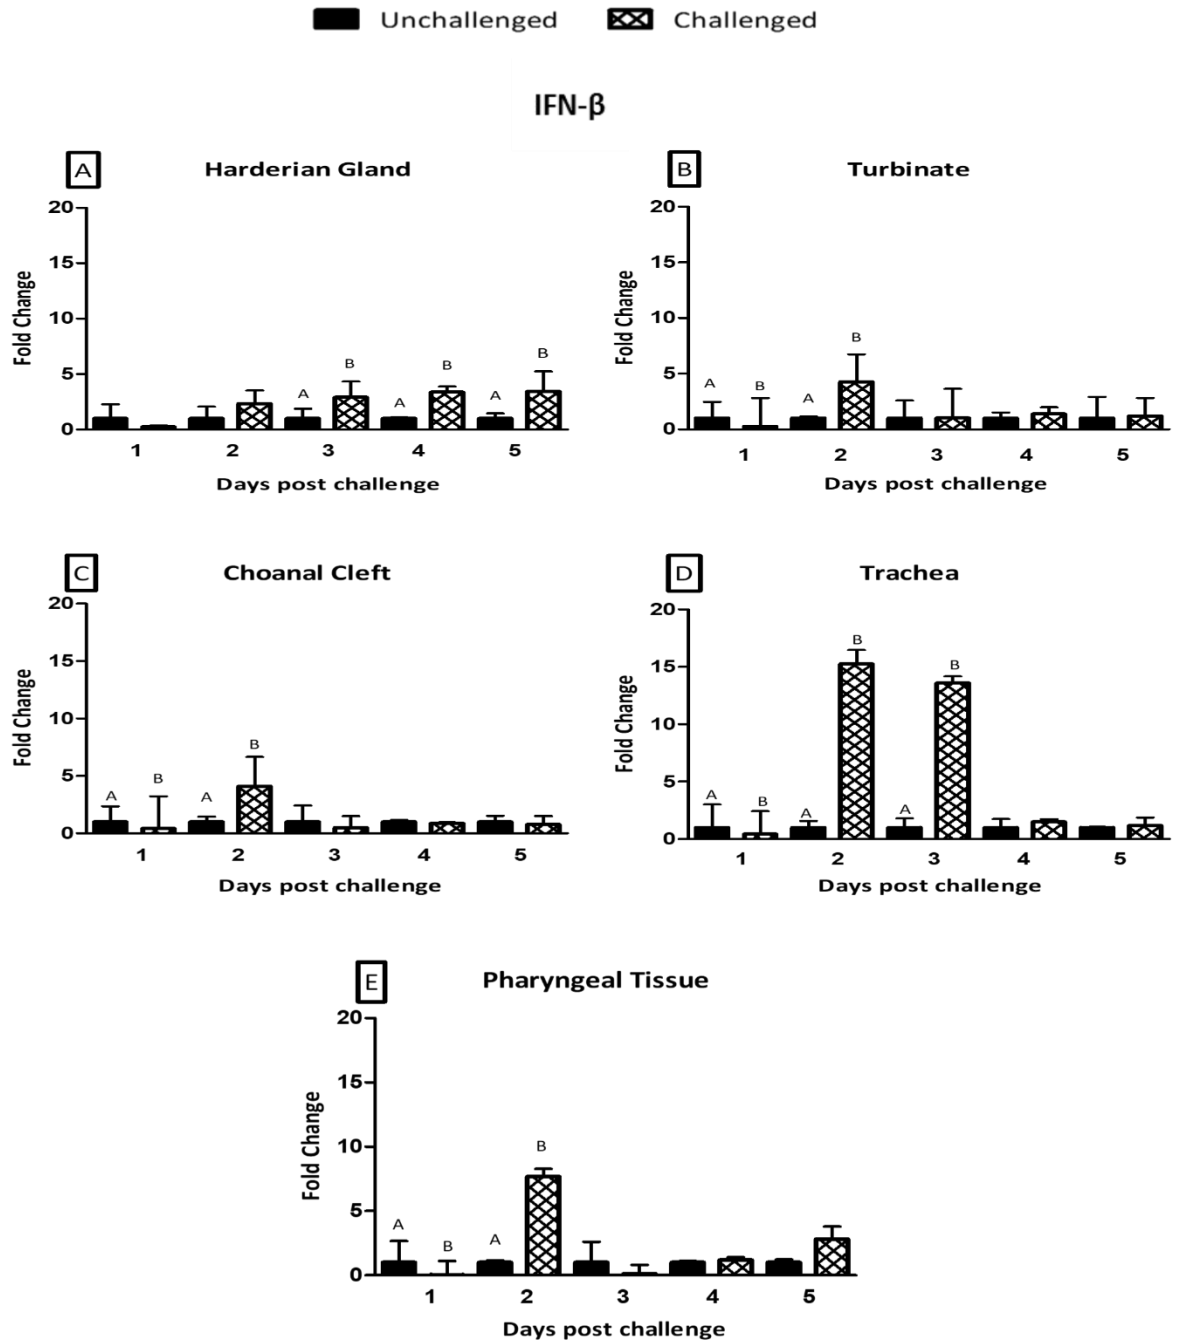 Unchallenged Challenged
IFN-β
A Harderian Gland
20
15
10
5
0
Fold Change
A B A B A B
1 2 3 4 5
Days post challenge
B Turbinate
20
15
10
5
0
Fold Change
A B A B
1 2 3 4 5
Days post challenge
C Choanal Cleft
20
15
10
5
0
Fold Change
A B A B
1 2 3 4 5
Days post challenge
D Trachea
20
15
10
5
0
Fold Change
A B A B A B
1 2 3 4 5
Days post challenge
E Pharyngeal Tissue
20
15
10
5
0
Fold Change
A B A B
1 2 3 4 5
Days post challenge